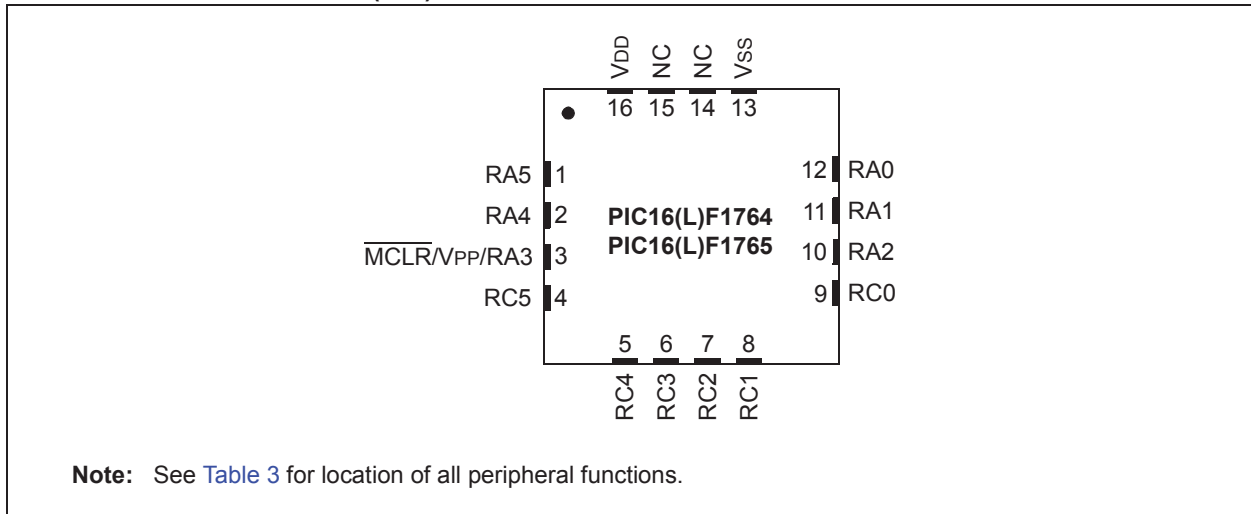 VDD NC NC VSS
16 15 14 13
RA5 1 12 RA0
RA4 2 PIC16(L)F1764 11 RA1
MCLR/VPP/RA3 3 PIC16(L)F1765 10 RA2
RC5 4 9 RC0
5 6 7 8
RC4 RC3 RC2 RC1
Note: See Table 3 for location of all peripheral functions.